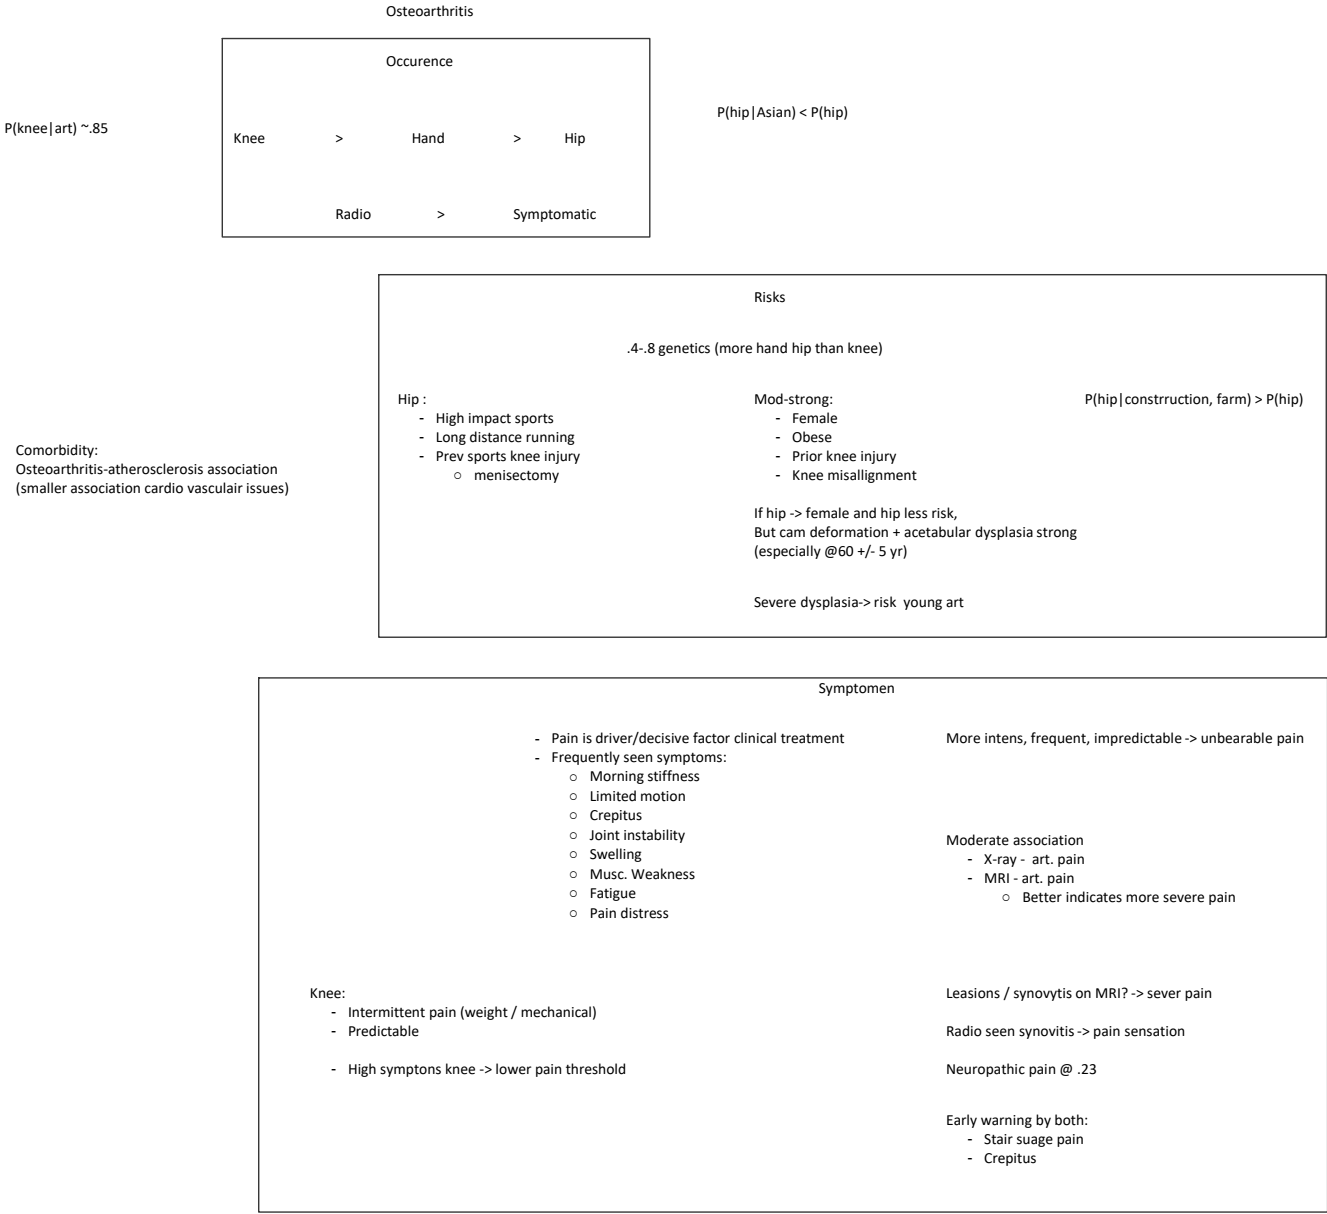 Osteoarthritis
Occurence
P(knee|art) ~.85
P(hip|Asian) < P(hip)
Knee > Hand > Hip
Radio > Symptomatic
Risks
.4-.8 genetics (more hand hip than knee)
Hip :
- High impact sports
- Long distance running
- Prev sports knee injury
○ menisectomy
Mod-strong:
- Female
- Obese
- Prior knee injury
- Knee misallignment
If hip -> female and hip less risk,
But cam deformation + acetabular dysplasia strong
(especially @60 +/- 5 yr)
Severe dysplasia-> risk young art
P(hip|constrruction, farm) > P(hip)
Comorbidity:
Osteoarthritis-atherosclerosis association
(smaller association cardio vasculair issues)
Symptomen
- Pain is driver/decisive factor clinical treatment
- Frequently seen symptoms:
○ Morning stiffness
○ Limited motion
○ Crepitus
○ Joint instability
○ Swelling
○ Musc. Weakness
○ Fatigue
○ Pain distress
More intens, frequent, impredictable -> unbearable pain
Moderate association
- X-ray - art. pain
- MRI - art. pain
○ Better indicates more severe pain
Knee:
- Intermittent pain (weight / mechanical)
- Predictable
- High symptons knee -> lower pain threshold
Leasions / synovytis on MRI? -> sever pain
Radio seen synovitis -> pain sensation
Neuropathic pain @ .23
Early warning by both:
- Stair suage pain
- Crepitus